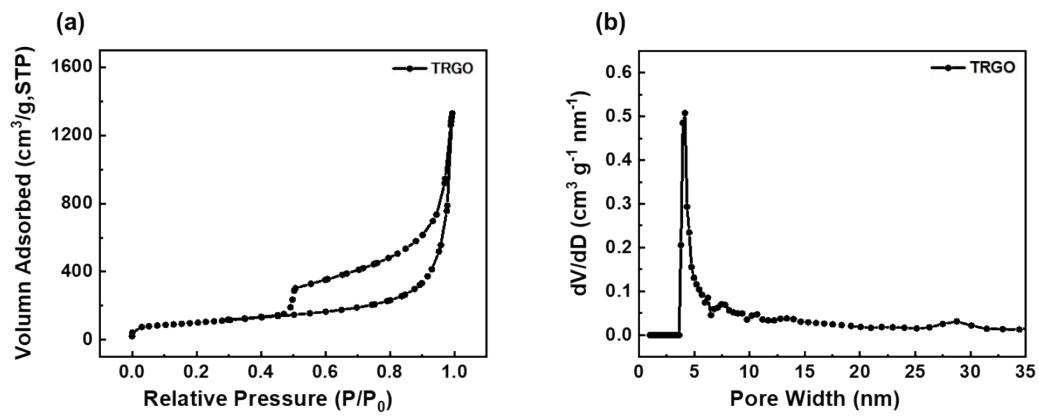 (a)
TRGO
1600
1200
800
400
0
Volumn Adsorbed (cm³/g,STP)
0.0 0.2 0.4 0.6 0.8 1.0
Relative Pressure (P/P₀)
(b)
TRGO
0.6
0.5
0.4
0.3
0.2
0.1
0.0
dV/dD (cm³ g⁻¹ nm⁻¹)
0 5 10 15 20 25 30 35
Pore Width (nm)